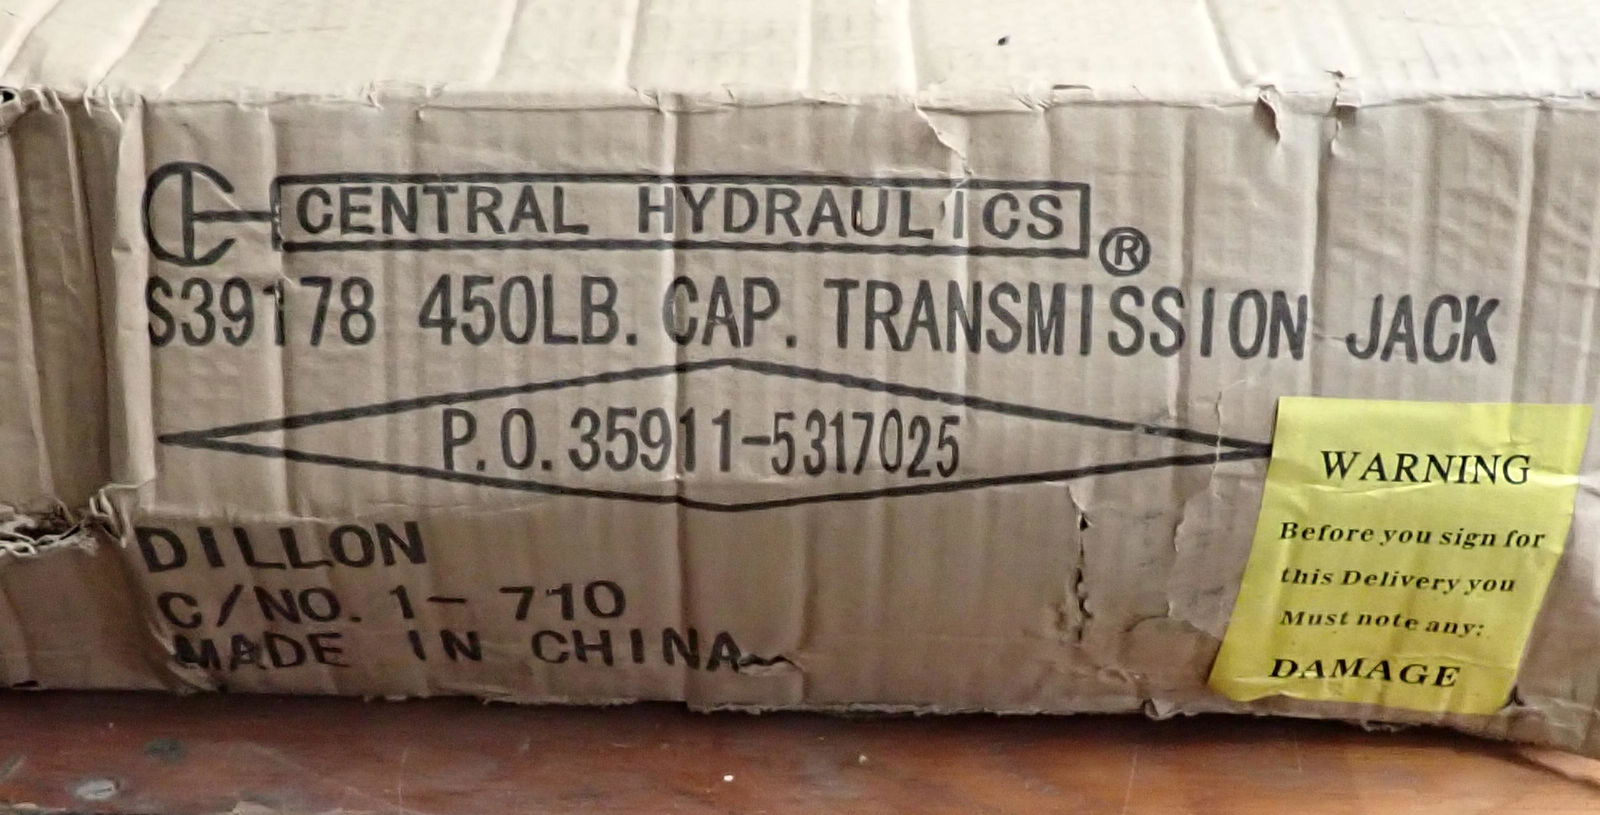 CENTRAL HYDRAULICS ®
S39178 450LB. CAP. TRANSMISSION JACK
P.O.35911-5317025
DILLON
C/NO. 1- 710
MADE IN CHINA
WARNING
Before you sign for
this Delivery you
Must note any:
DAMAGE